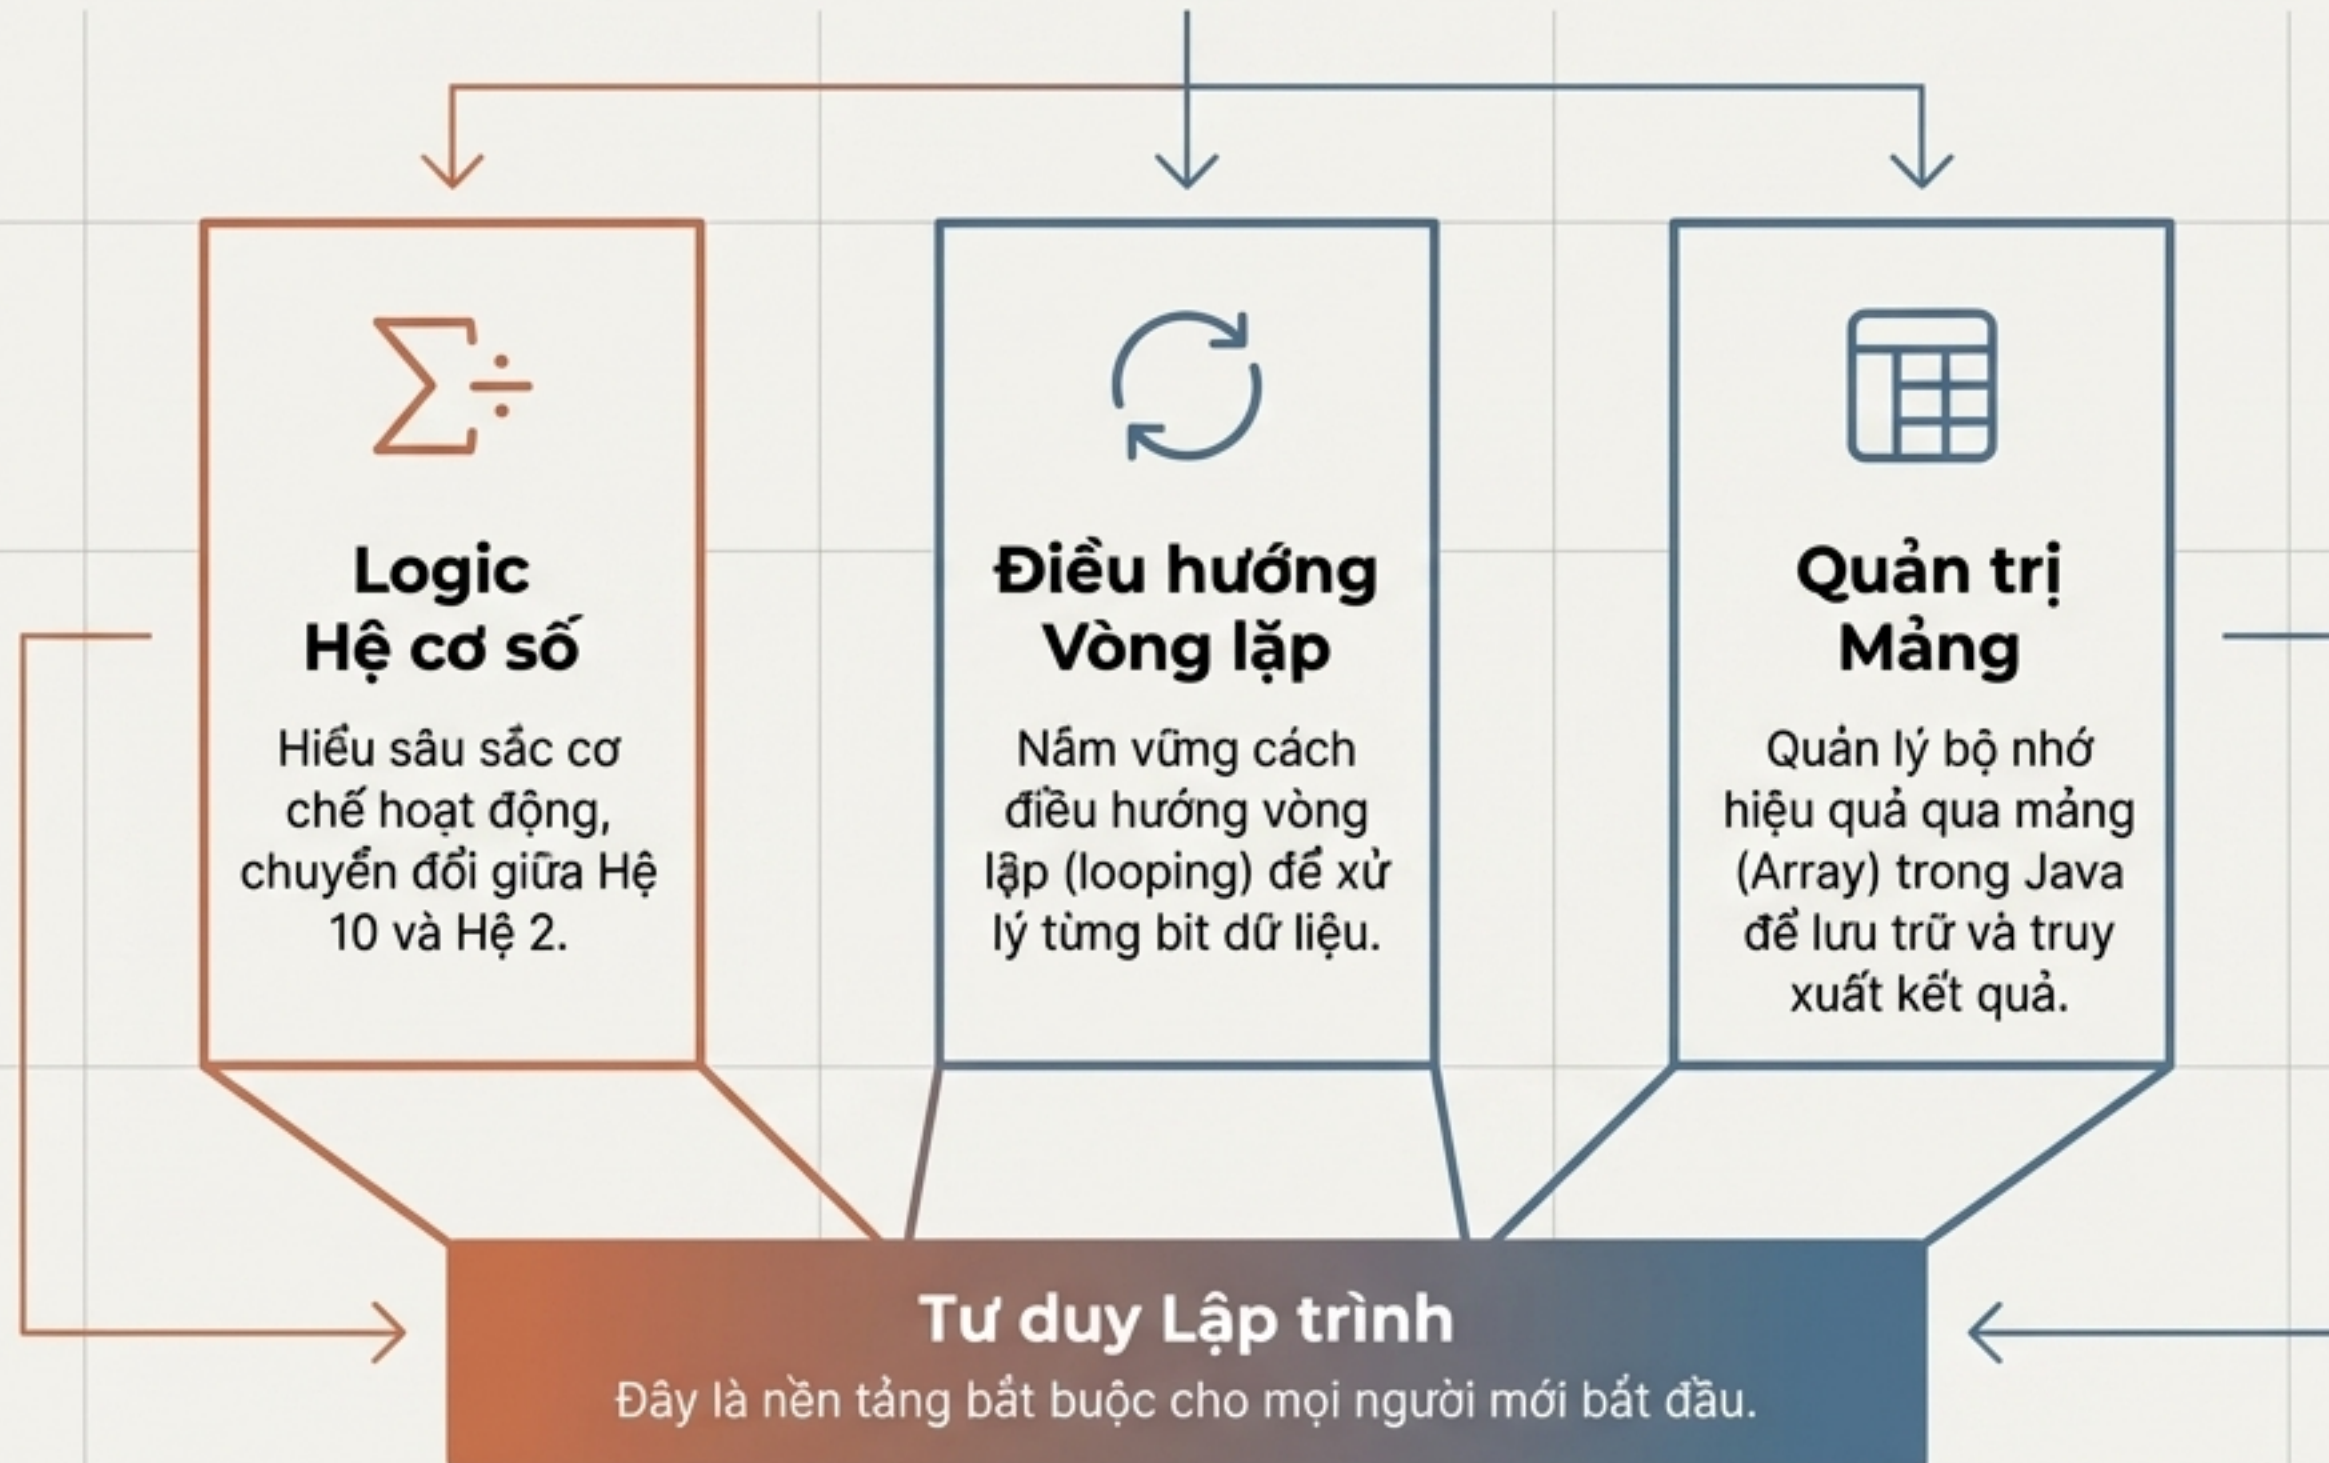 Logic
Hệ cơ số
Hiểu sâu sắc cơ
chế hoạt động,
chuyển đổi giữa Hệ
10 và Hệ 2.
Điều hướng
Vòng lặp
Nắm vững cách
điều hướng vòng
lặp (looping) để xử
lý từng bit dữ liệu.
Quản trị
Mảng
Quản lý bộ nhớ
hiệu quả qua mảng
(Array) trong Java
để lưu trữ và truy
xuất kết quả.
Tư duy Lập trình
Đây là nền tảng bắt buộc cho mọi người mới bắt đầu.